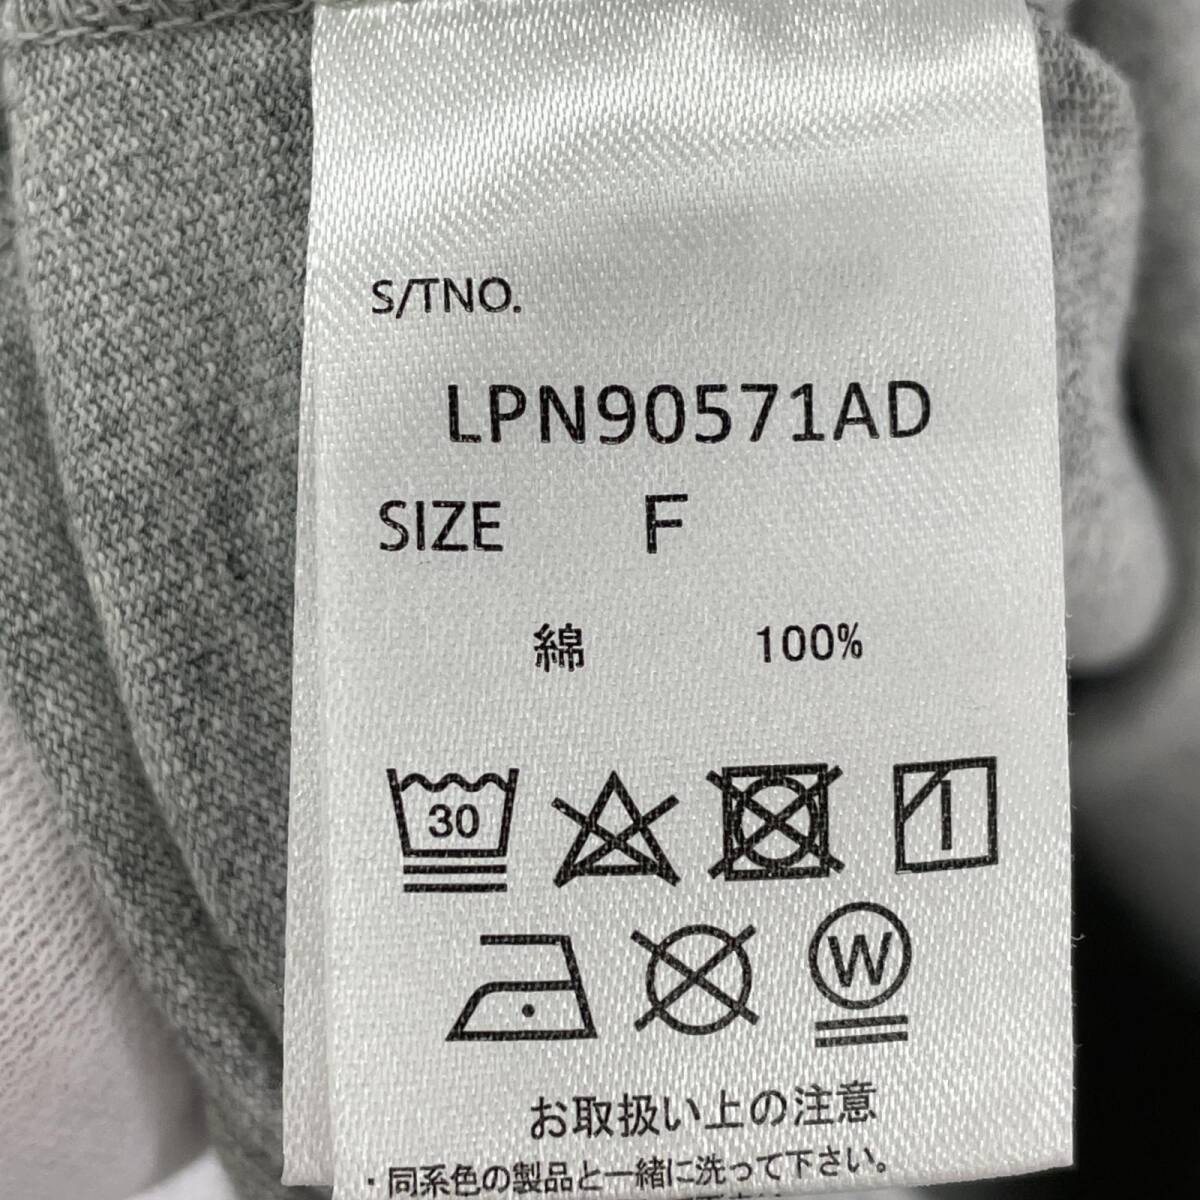 S/TNO.
LPN90571AD
SIZE F
綿 100%
30
W
お取扱い上の注意
・同系色の製品と一緒に洗って下さい。